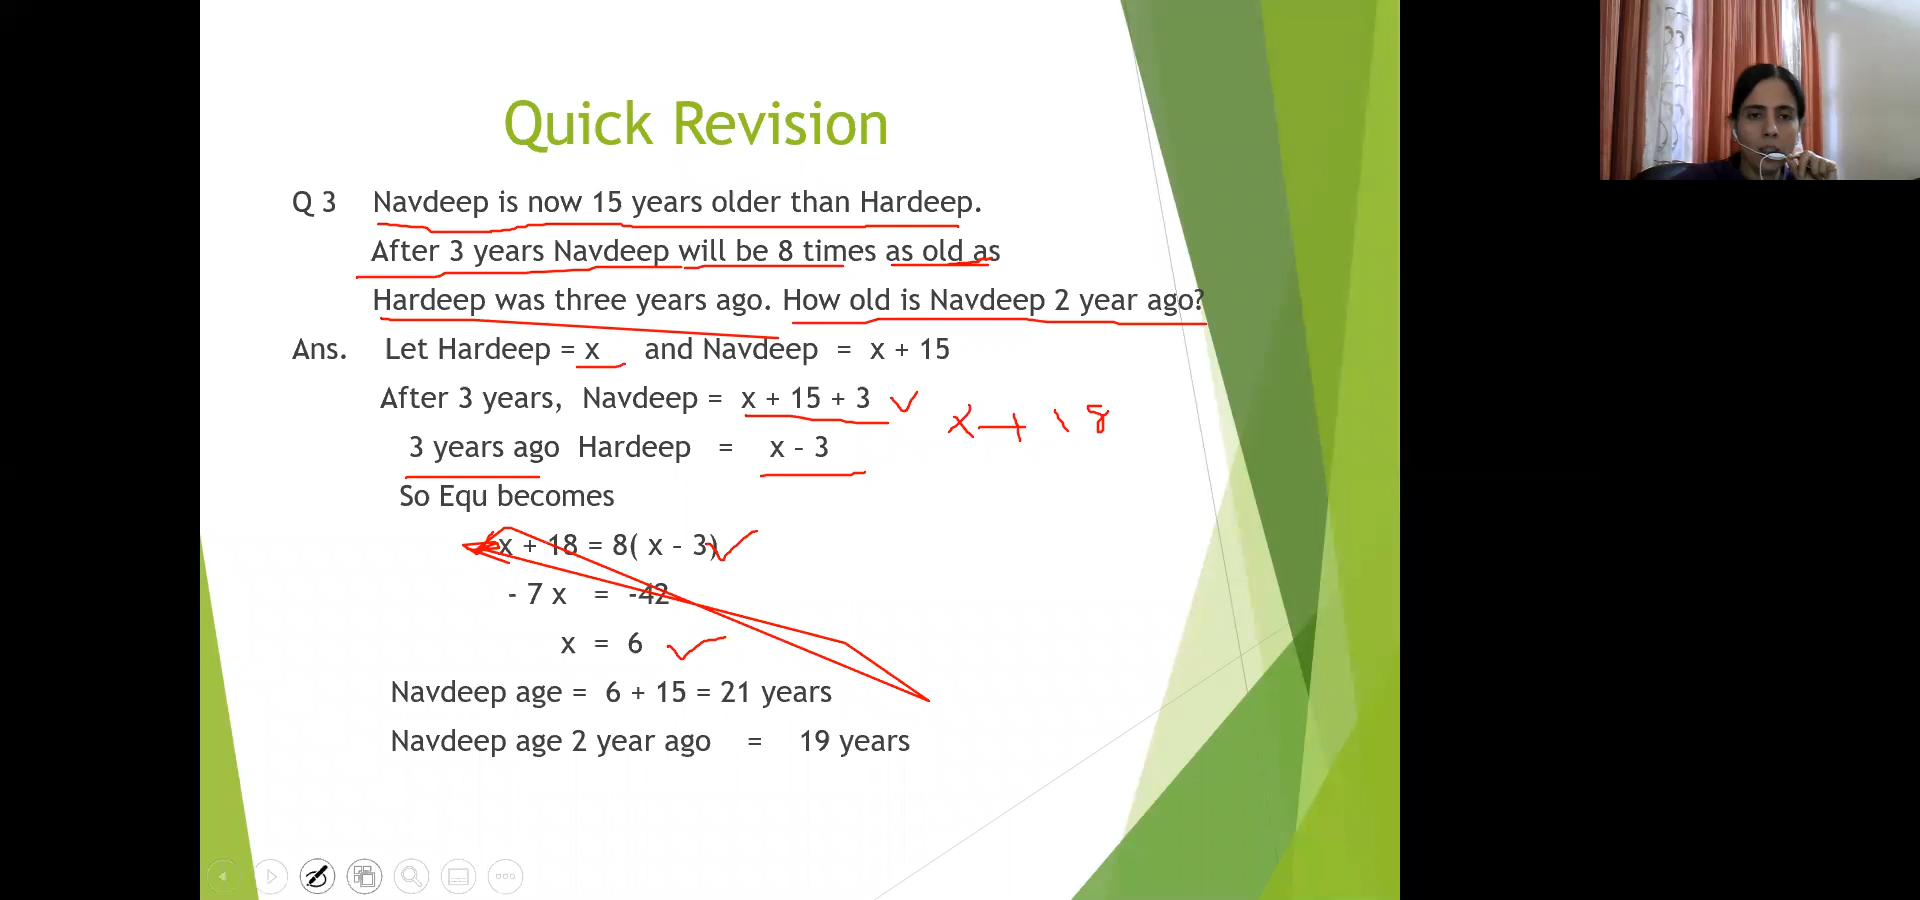 Quick Revision
Q 3 Navdeep is now 15 years older than Hardeep.
After 3 years Navdeep will be 8 times as old as
Hardeep was three years ago. How old is Navdeep 2 year ago?
Ans. Let Hardeep = x and Navdeep = x + 15
After 3 years, Navdeep = x + 15 + 3
x + 18
3 years ago Hardeep = x - 3
So Equ becomes
x + 18 = 8( x - 3)
- 7 x = -42
x = 6
Navdeep age = 6 + 15 = 21 years
Navdeep age 2 year ago = 19 years